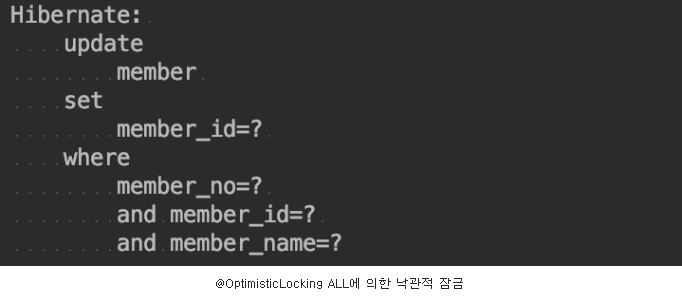 Hibernate:
update
member
set
member_id=?
where
member_no=?
and member_id=?
and member_name=?
@OptimisticLocking ALL에 의한 낙관적 잠금